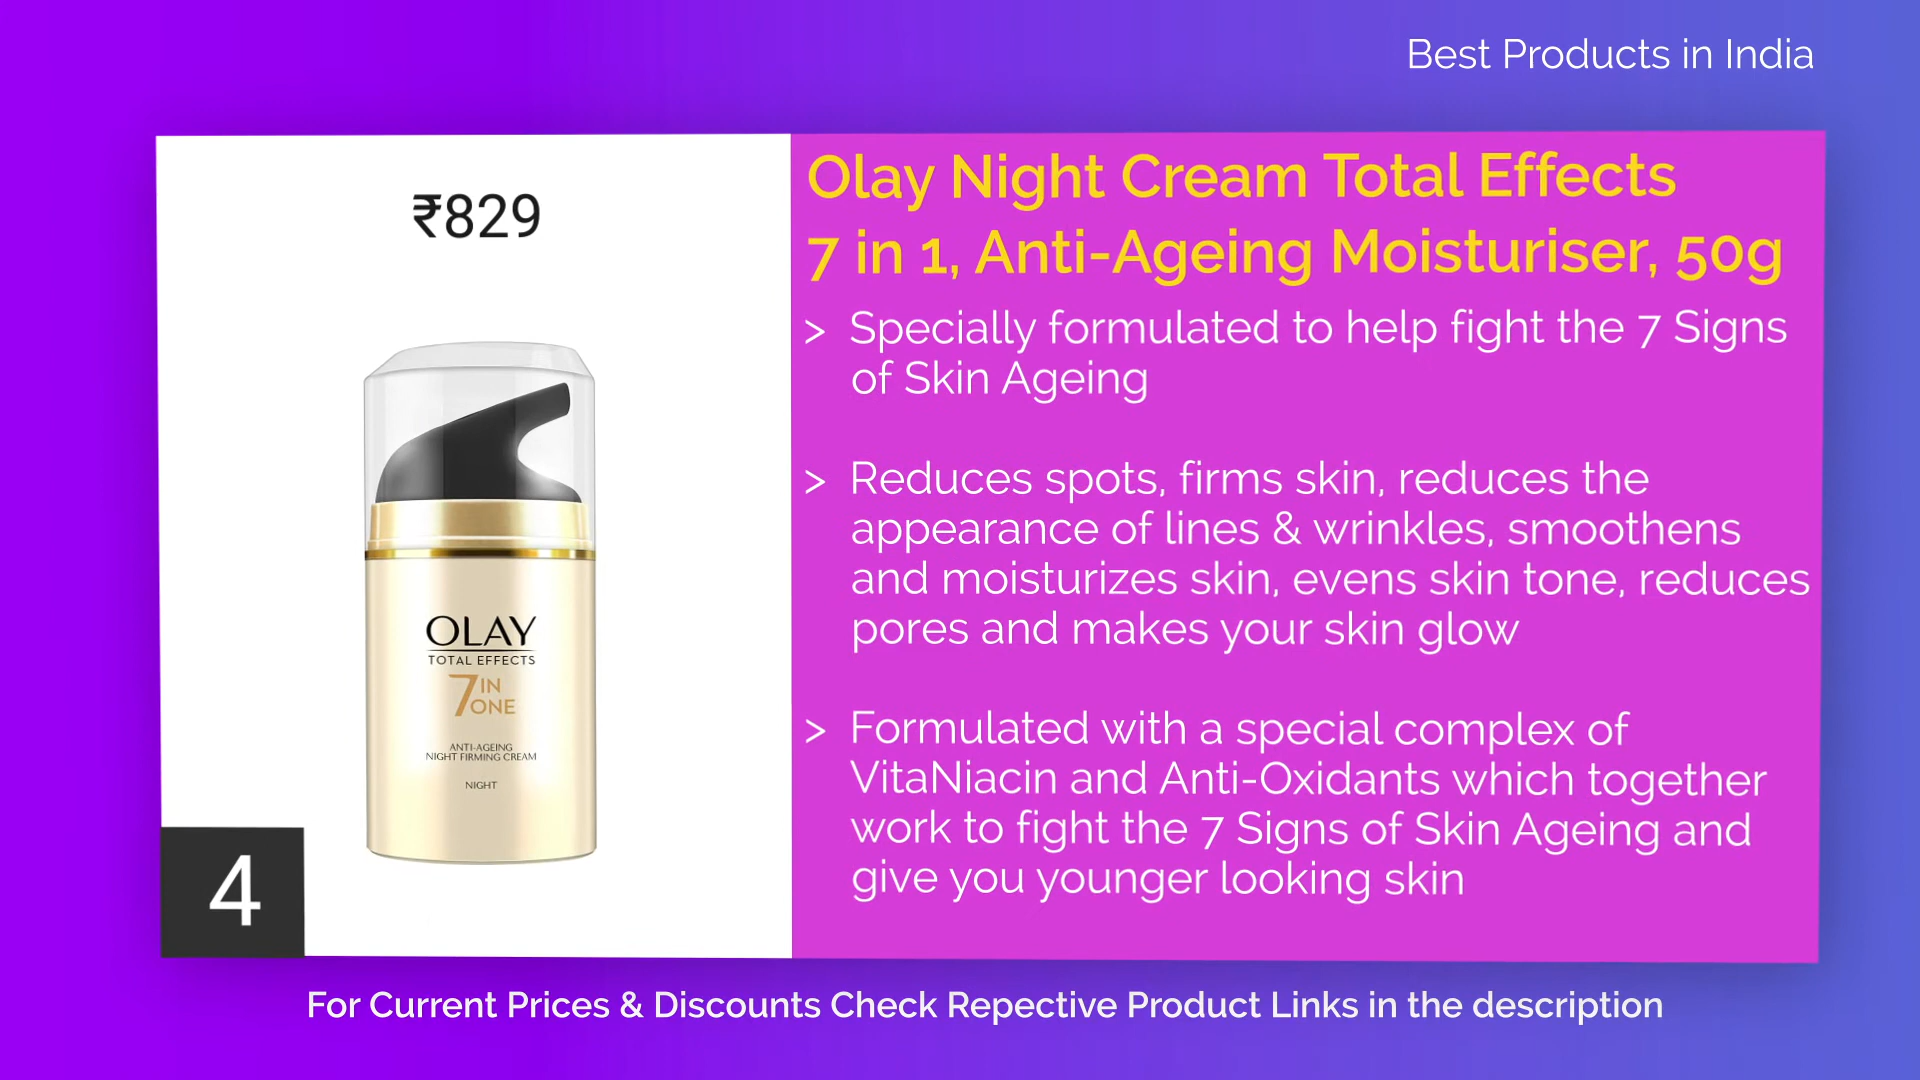 Best Products in India
₹829
OLAY
TOTAL EFFECTS
7 IN
ONE
ANTI-AGEING
NIGHT FIRMING CREAM
NIGHT
4
Olay Night Cream Total Effects
7 in 1, Anti-Ageing Moisturiser, 50g
> Specially formulated to help fight the 7 Signs
of Skin Ageing
> Reduces spots, firms skin, reduces the
appearance of lines & wrinkles, smoothens
and moisturizes skin, evens skin tone, reduces
pores and makes your skin glow
> Formulated with a special complex of
VitaNiacin and Anti-Oxidants which together
work to fight the 7 Signs of Skin Ageing and
give you younger looking skin
For Current Prices & Discounts Check Repective Product Links in the description